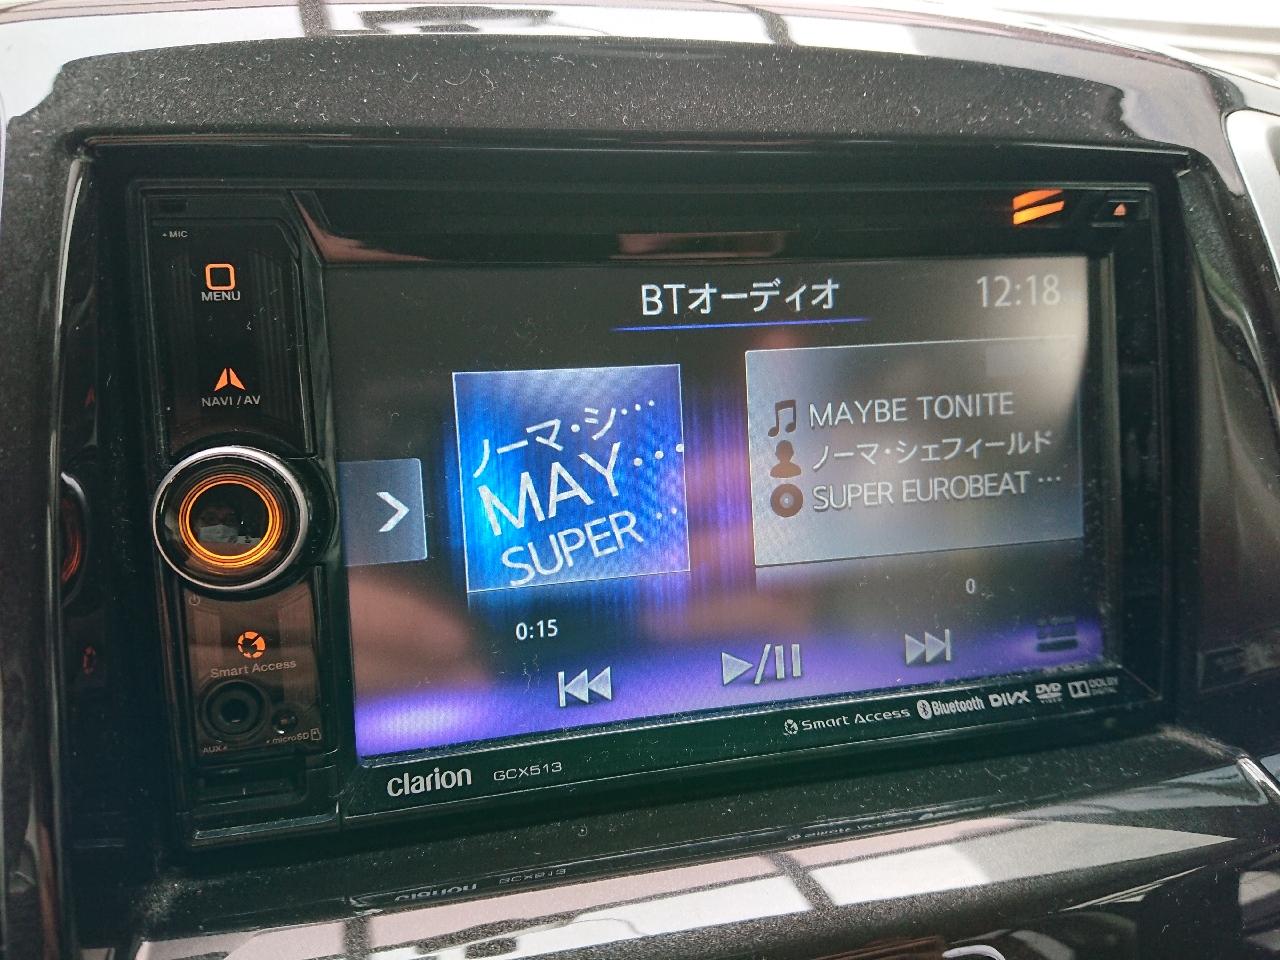 MIC
MENU
NAVI / AV
BTオーディオ
12:18
ノーマ・シ…
MAY…
SUPER…
MAYBE TONITE
ノーマ・シェフィールド
SUPER EUROBEAT …
0:15
0
Smart Access
AUX
microSD
Smart Access Bluetooth DIVX DVD VIDEO DOLBY DIGITAL
clarion GCX513